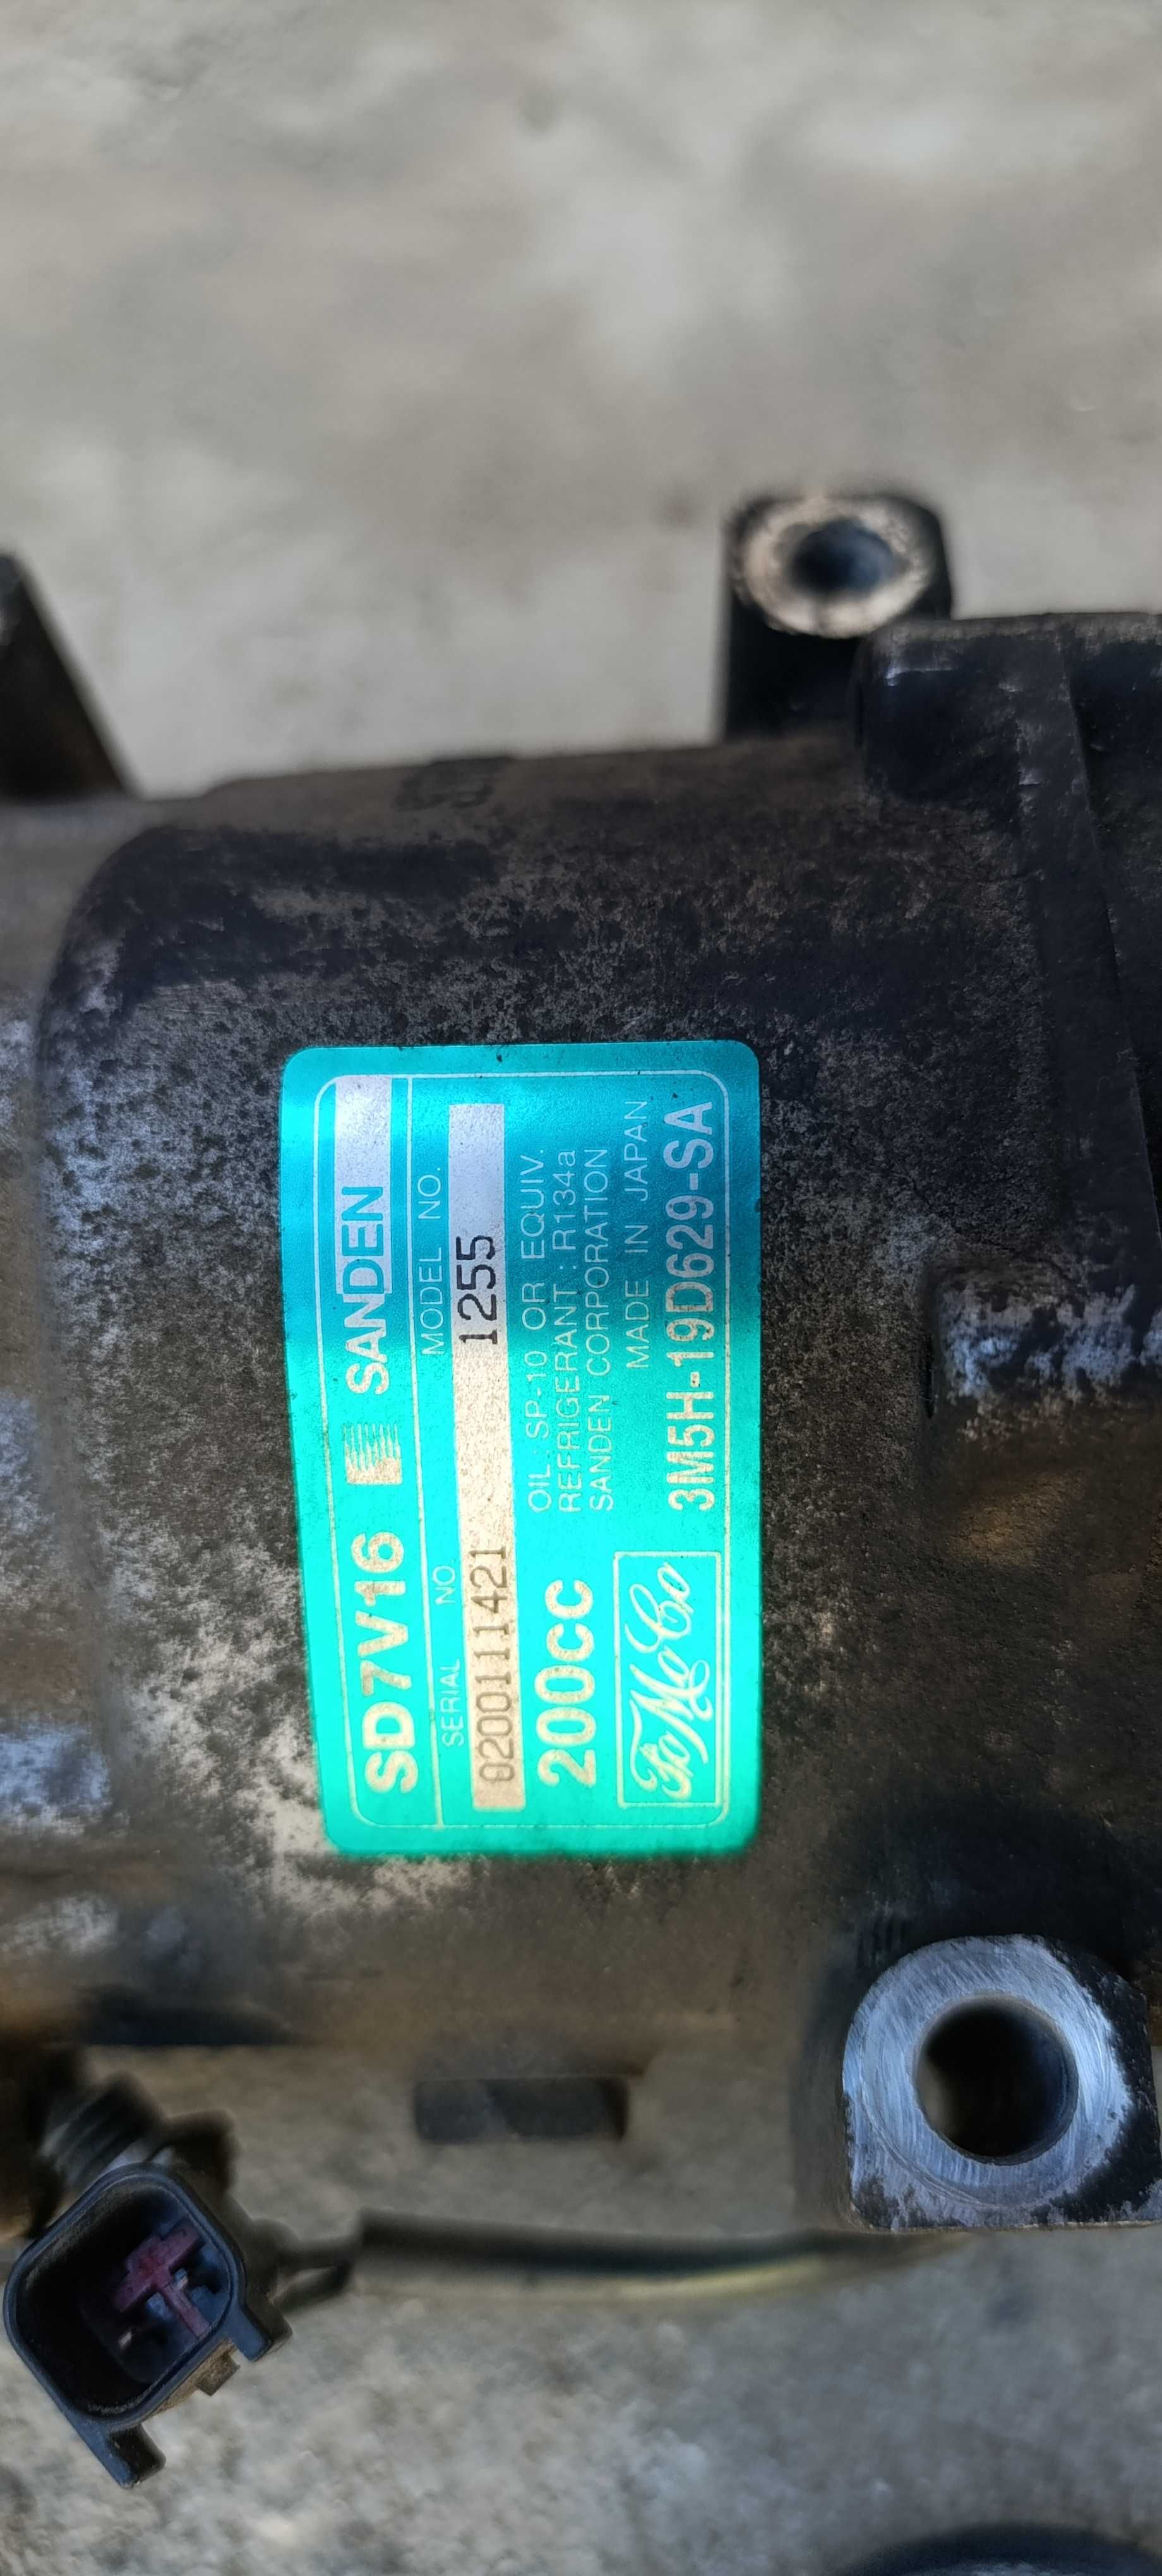 SD7V16 SANDEN
SERIAL NO MODEL NO.
0200111421 1255
200CC
OIL : SP-10 OR EQUIV.
REFRIGERANT : R134a
SANDEN CORPORATION
MADE IN JAPAN
FoMoCo 3M5H-19D629-SA